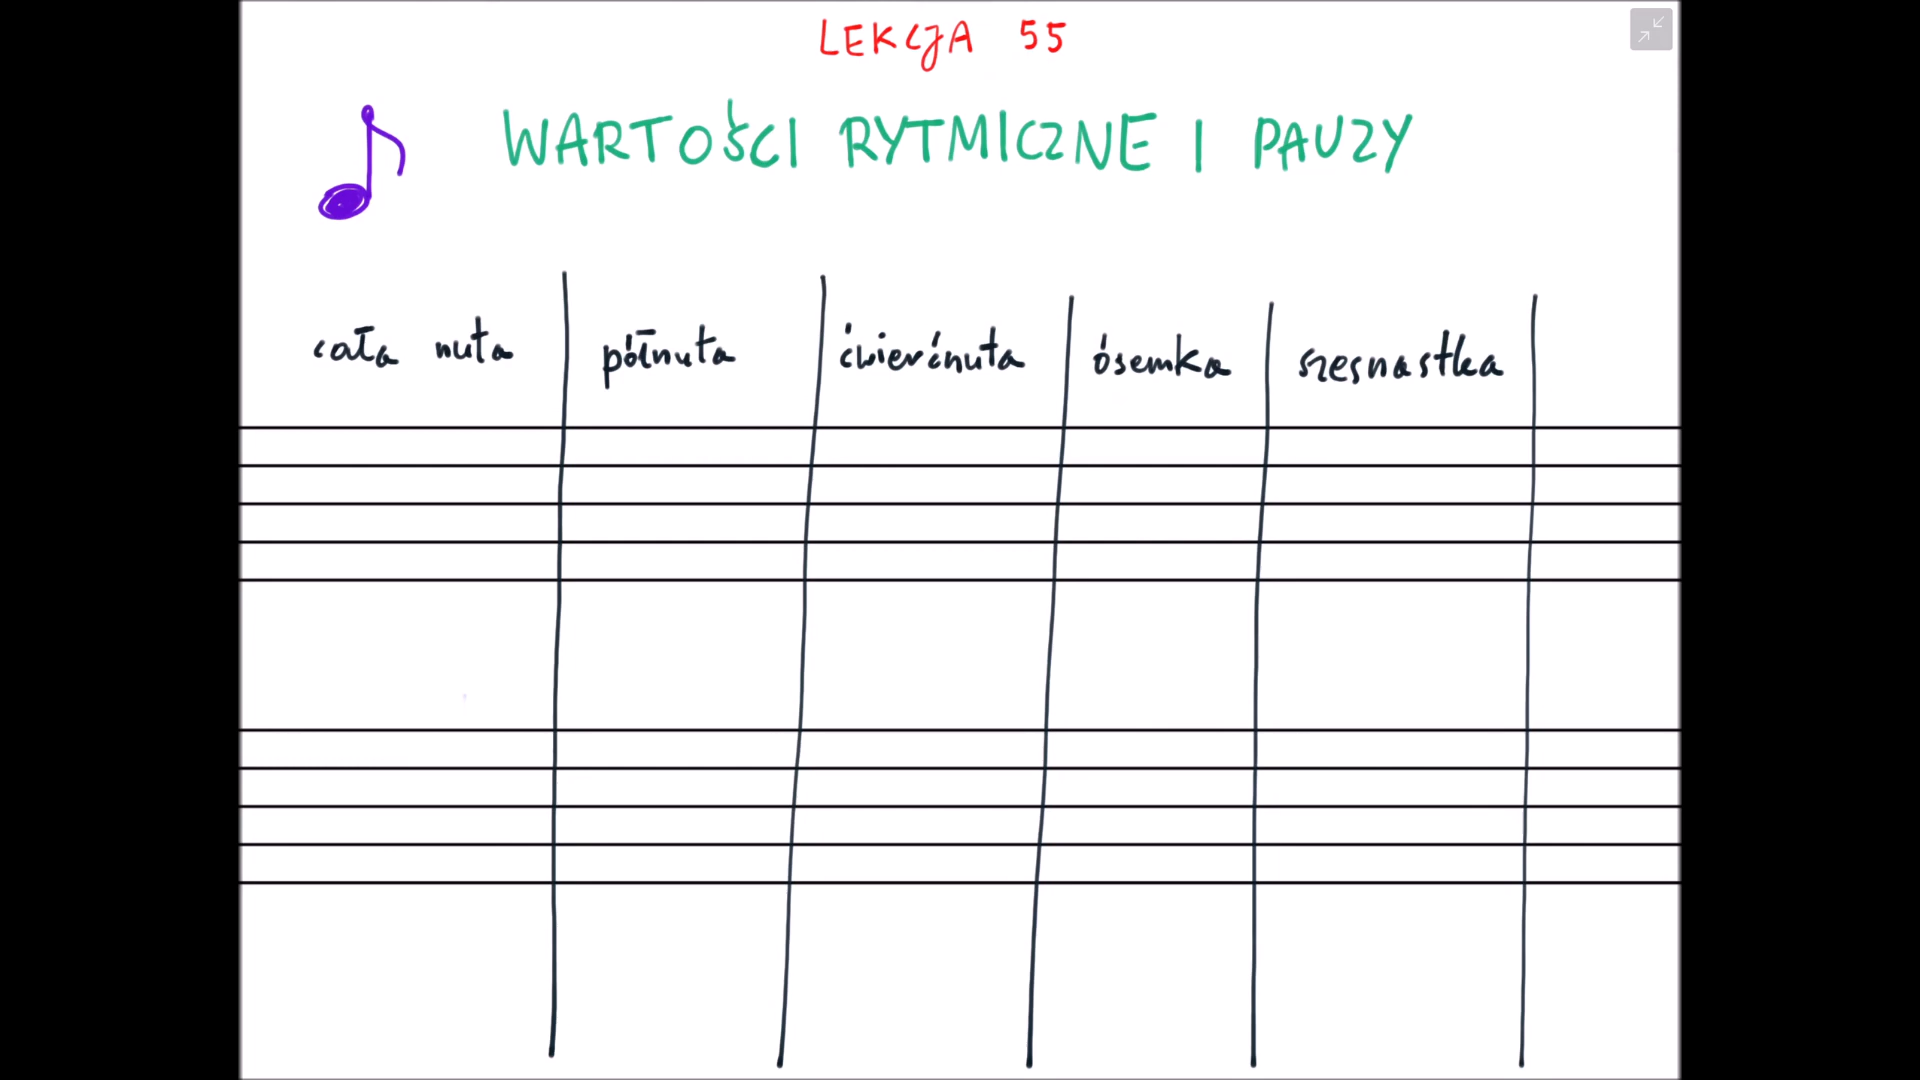 LEKCJA 55
WARTOŚCI RYTMICZNE I PAUZY
cała nuta półnuta ćwierćnuta ósemka szesnastka